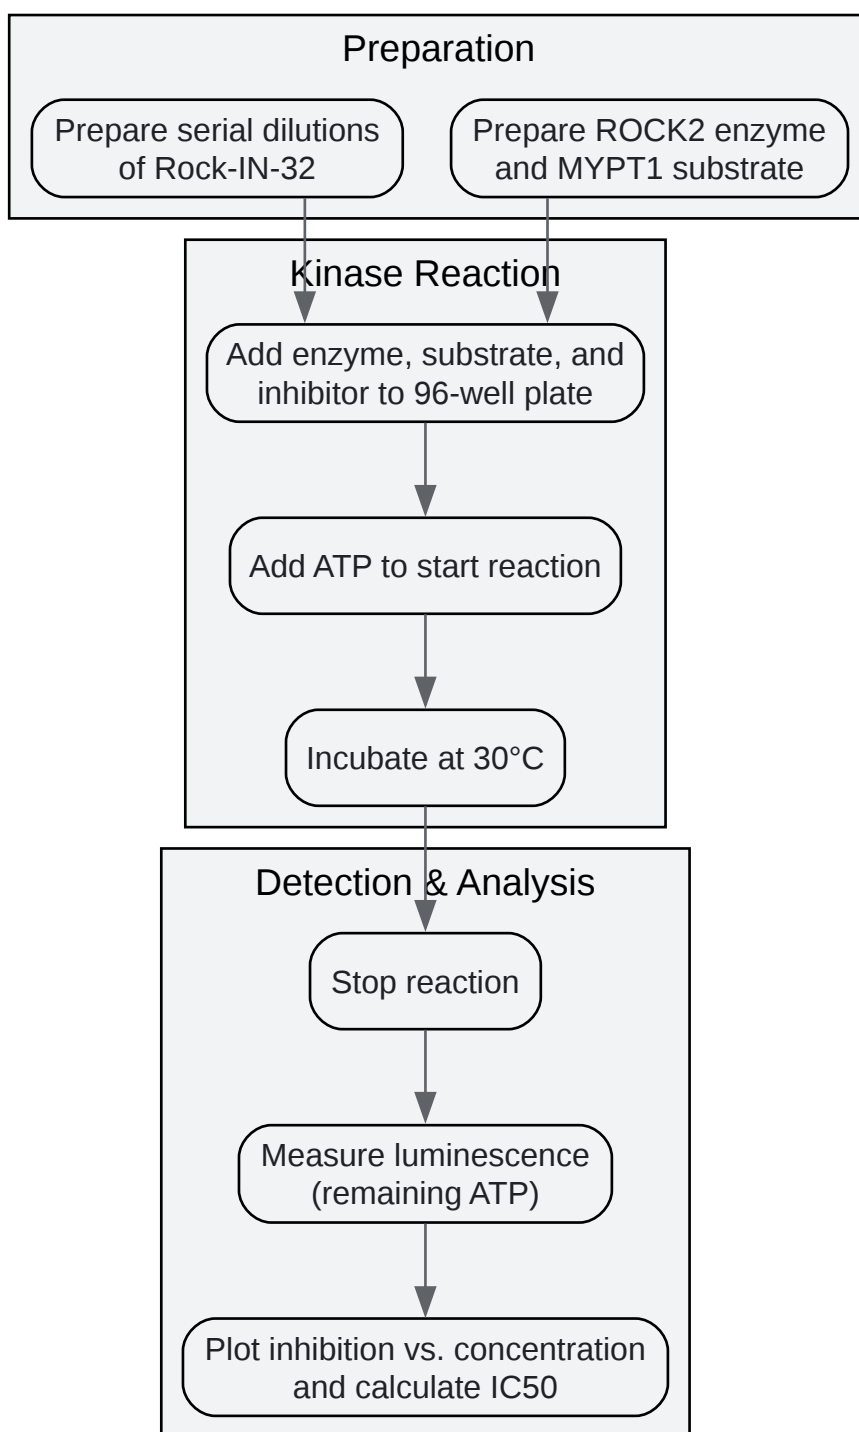 Preparation
Prepare serial dilutions
of Rock-IN-32
Prepare ROCK2 enzyme
and MYPT1 substrate
Kinase Reaction
Add enzyme, substrate, and
inhibitor to 96-well plate
Add ATP to start reaction
Incubate at 30°C
Detection & Analysis
Stop reaction
Measure luminescence
(remaining ATP)
Plot inhibition vs. concentration
and calculate IC50